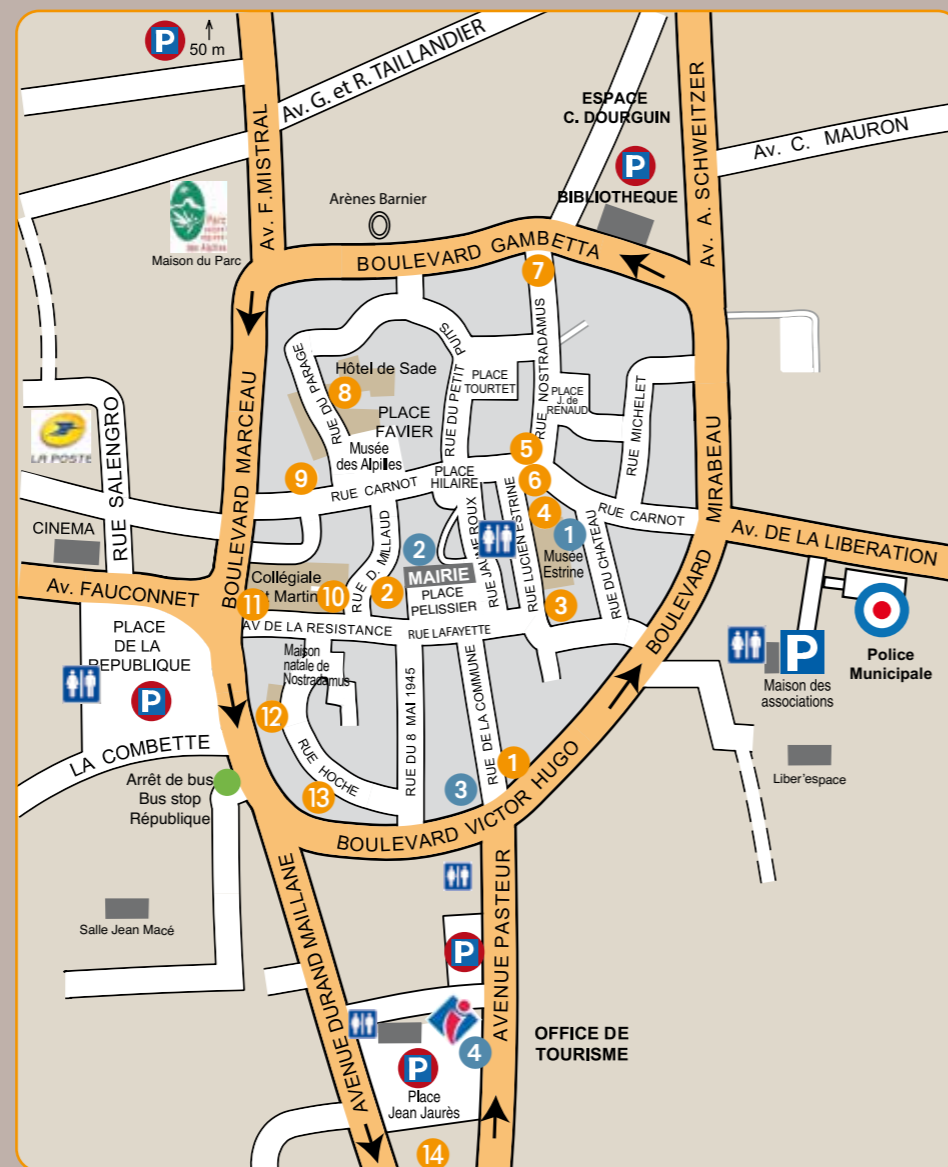 P
50 m
Av. G. et R. TAILLANDIER
ESPACE
C. DOURGUIN
P
BIBLIOTHEQUE
Av. F.MISTRAL
Av. A. SCHWEITZER
Av. C. MAURON
Parc
Maison du Parc
Arènes Barnier
BOULEVARD GAMBETTA
7
BOULEVARD MARCEAU
RUE DU PARAGE
Hôtel de Sade
8
PLACE
FAVIER
Musée
des Alpilles
RUE DU PETIT PUITS
PLACE
TOURTET
RUE NOSTRADAMUS
PLACE
J. de
RENAUD
RUE MICHELET
LA POSTE
RUE SALENGRO
CINEMA
9
RUE CARNOT
PLACE
HILAIRE
5
6
4
1
RUE CARNOT
BOULEVARD MIRABEAU
Av. DE LA LIBERATION
Av. FAUCONNET
Collégiale
t Martin
10
11
RUE D. MILLAUD
2
2
MAIRIE
PLACE
PELISSIER
RUE JAIME ROUX
RUE LUCIEN ESTRINE
Musée
Estrine
3
RUE DU CHATEAU
AV DE LA RESISTANCE
RUE LAFAYETTE
PLACE
DE LA
REPUBLIQUE
P
Maison
natale de
Nostradamus
12
RUE HOCHE
13
RUE DU 8 MAI 1945
RUE DE LA COMMUNE
3
1
P
Maison des
associations
Police
Municipale
Liber'espace
LA COMBETTE
Arrêt de bus
Bus stop
République
BOULEVARD VICTOR HUGO
Salle Jean Macé
AVENUE DURAND MAILLANE
AVENUE PASTEUR
P
4
OFFICE DE
TOURISME
P
Place
Jean Jaurès
14